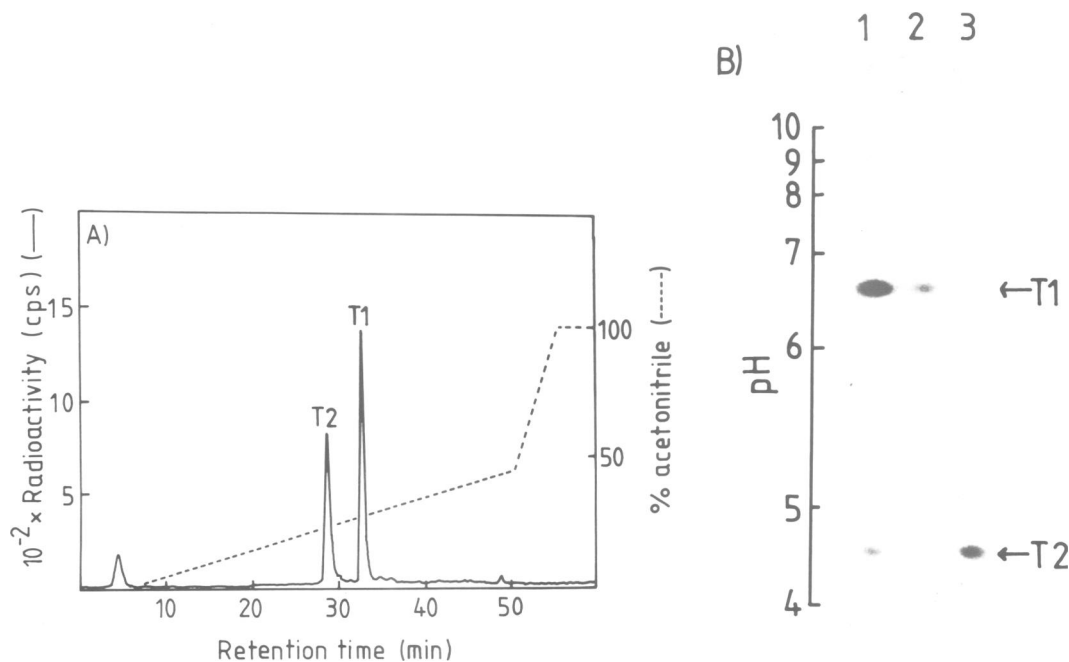 A)
10⁻² × Radioactivity (cps) (——)
15
10
5
T2
T1
10
20
30
40
50
Retention time (min)
100
50
% acetonitrile (-----)
B)
1 2 3
10
9
8
7
6
5
4
pH
←T1
←T2